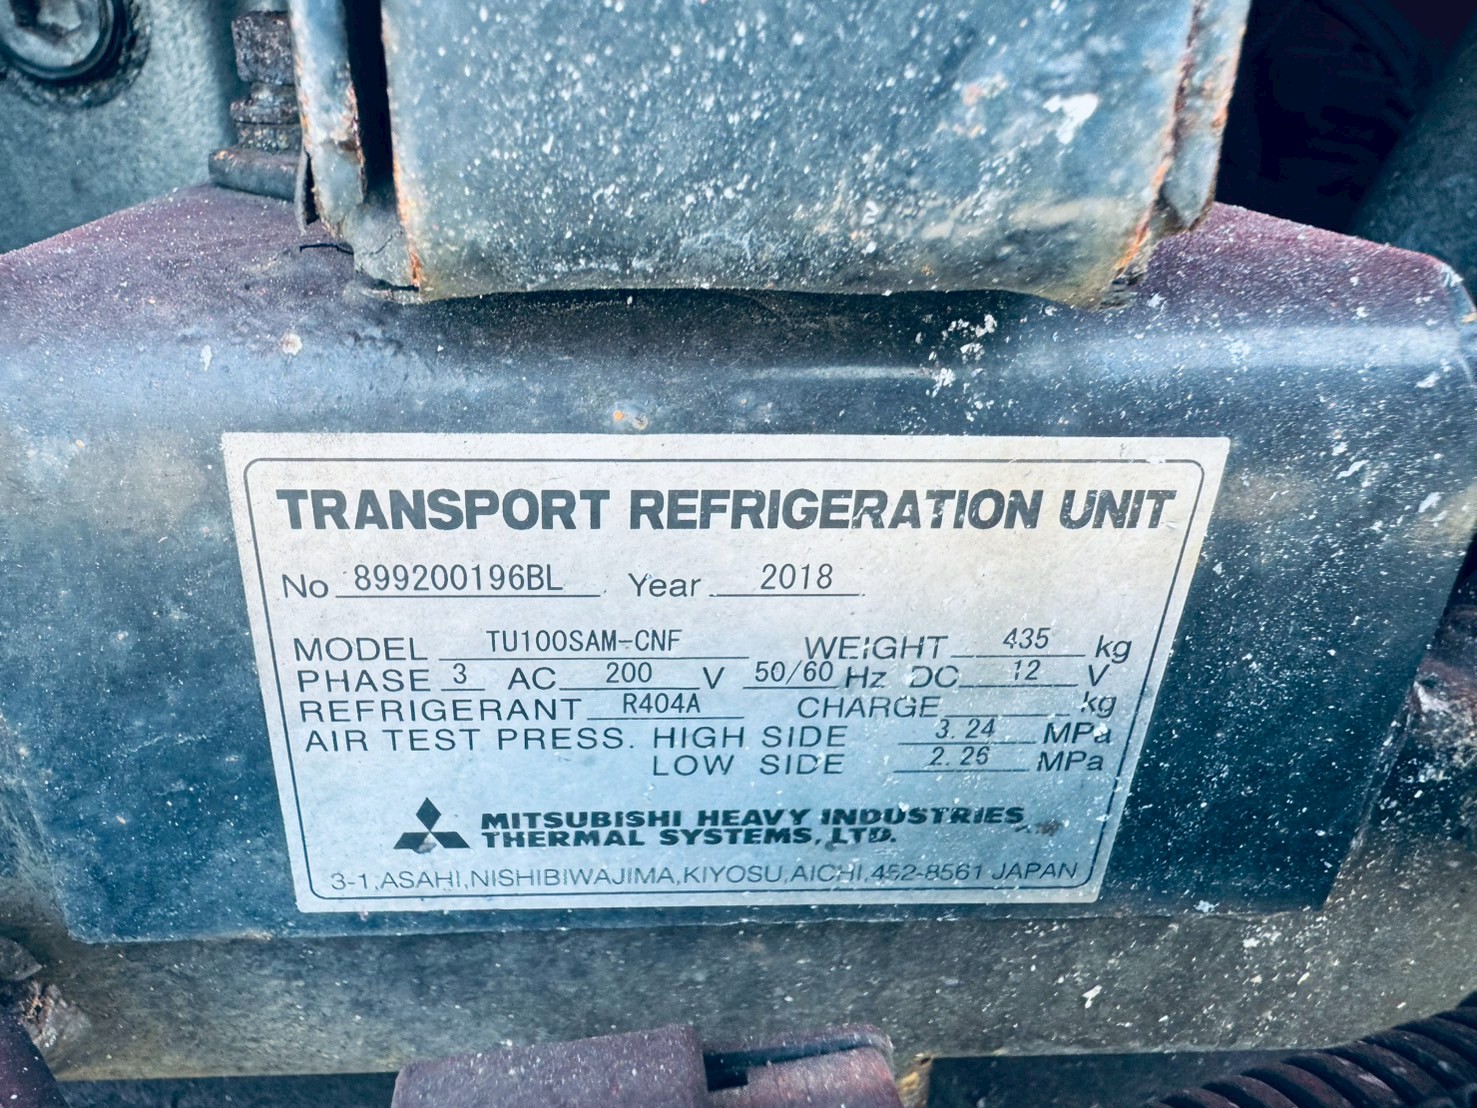 TRANSPORT REFRIGERATION UNIT
No 899200196BL Year 2018
MODEL TU100SAM-CNF WEIGHT 435 kg
PHASE 3 AC 200 V 50/60 Hz DC 12 V
REFRIGERANT R404A CHARGE kg
AIR TEST PRESS. HIGH SIDE 3.24 MPa
LOW SIDE 2.26 MPa
MITSUBISHI HEAVY INDUSTRIES
THERMAL SYSTEMS, LTD.
3-1,ASAHI,NISHIBIWAJIMA,KIYOSU,AICHI,452-8561 JAPAN